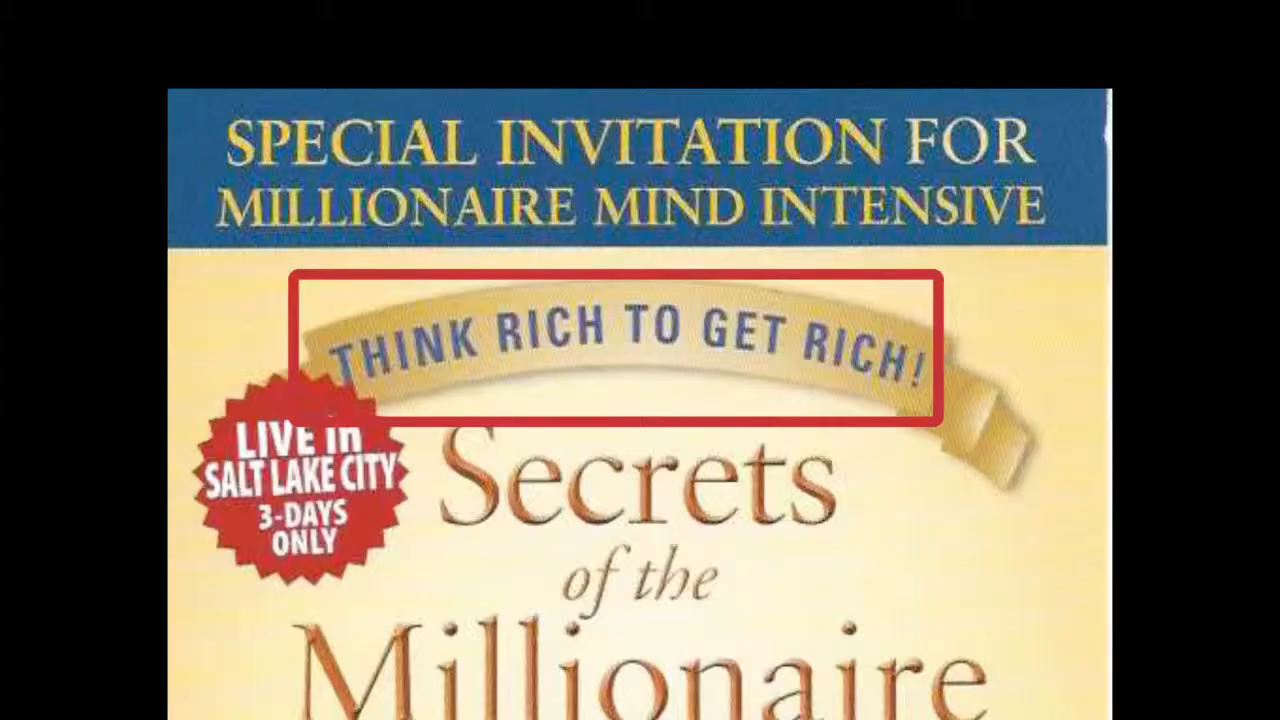 SPECIAL INVITATION FOR
MILLIONAIRE MIND INTENSIVE
THINK RICH TO GET RICH!
LIVE in
SALT LAKE CITY
3-DAYS
ONLY
Secrets
of the
Millionaire